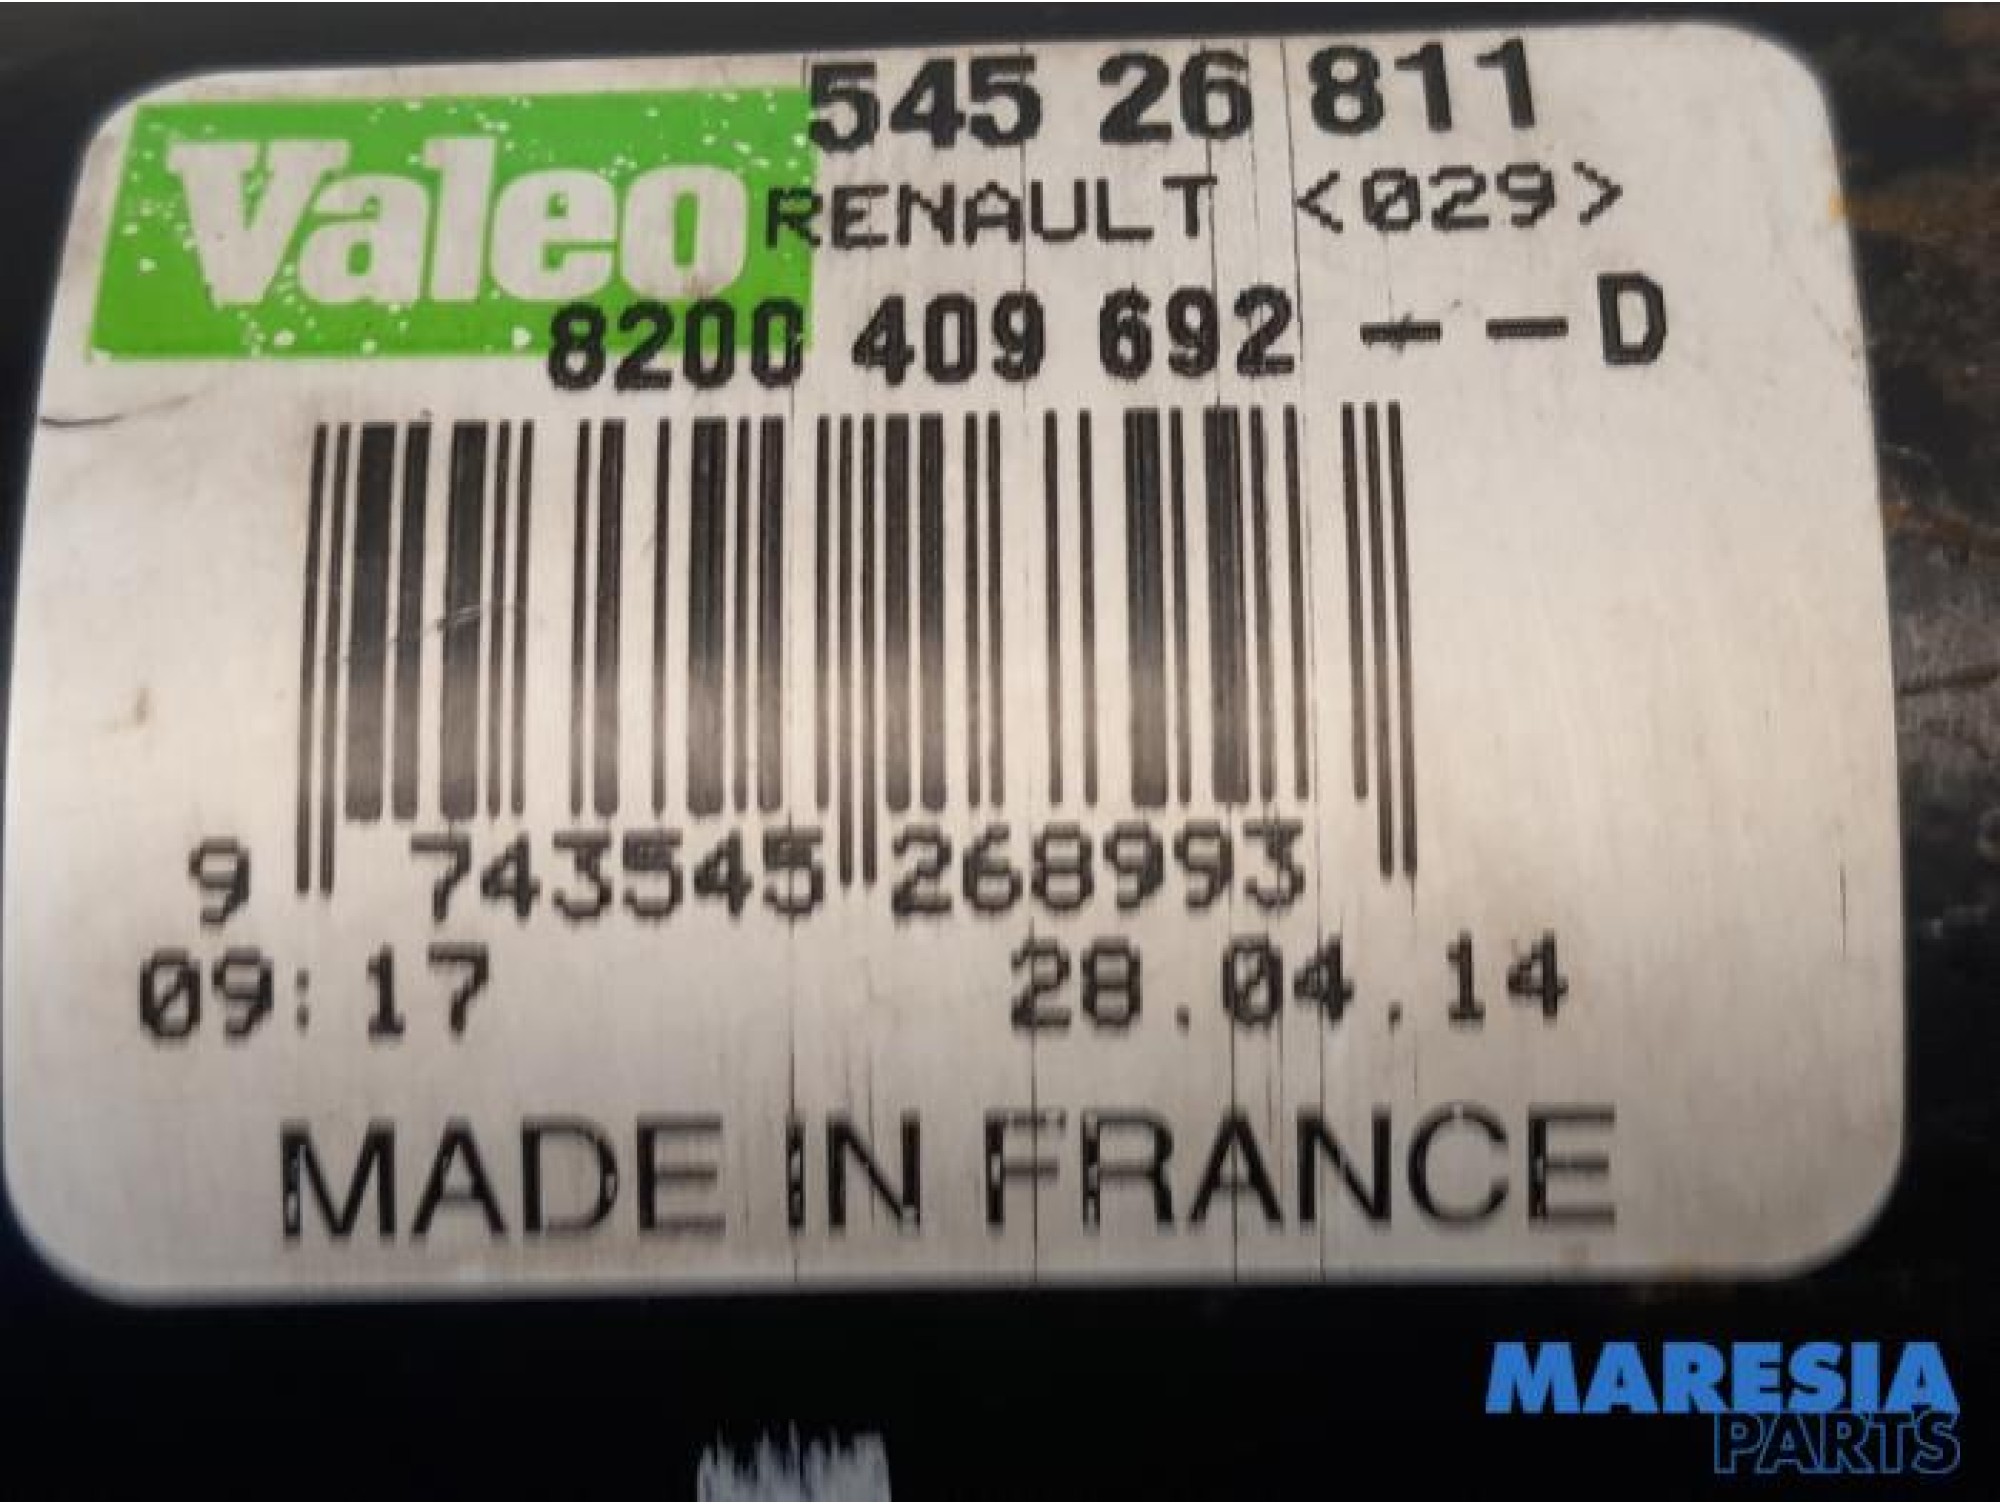 Valeo 545 26 811
RENAULT <029>
8200 409 692 -- D
9 743545 268993
09:17 28.04.14
MADE IN FRANCE
MARESIA
PARTS